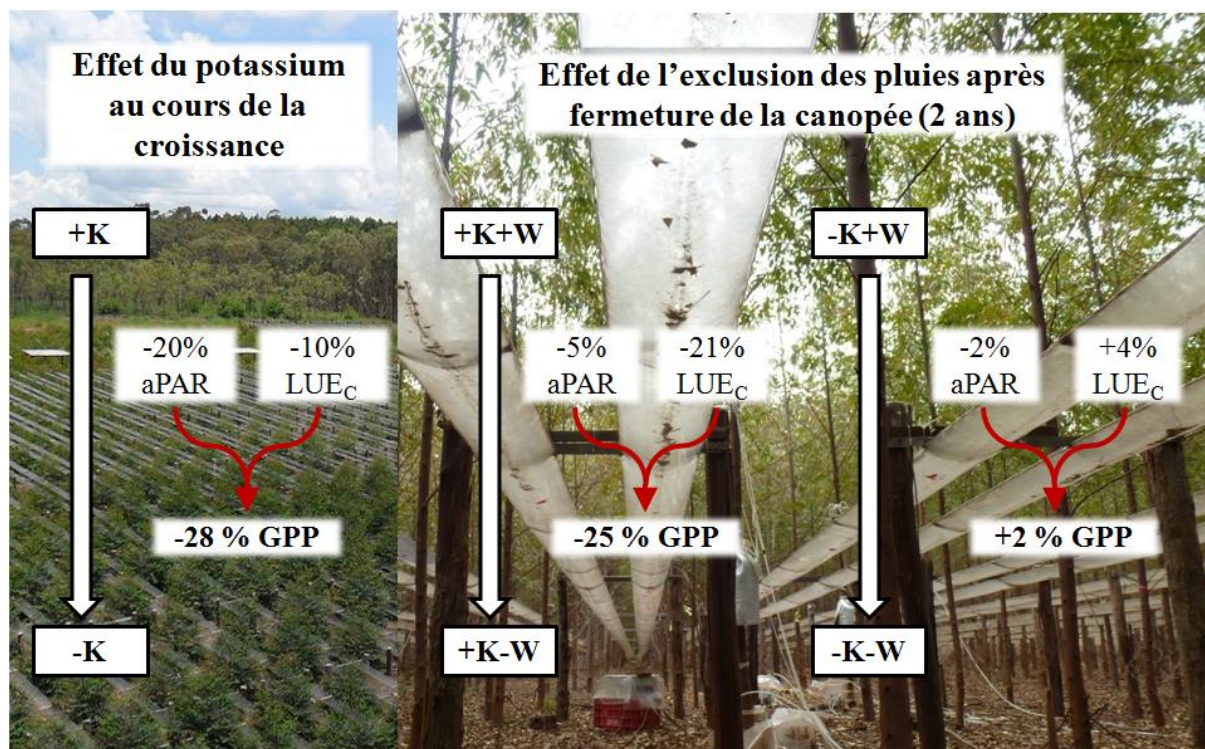 Effet du potassium
au cours de la
croissance
+K
-20%
aPAR
-10%
LUEC
-28 % GPP
-K
Effet de l’exclusion des pluies après
fermeture de la canopée (2 ans)
+K+W
-5%
aPAR
-21%
LUEC
-25 % GPP
+K-W
-K+W
-2%
aPAR
+4%
LUEC
+2 % GPP
-K-W